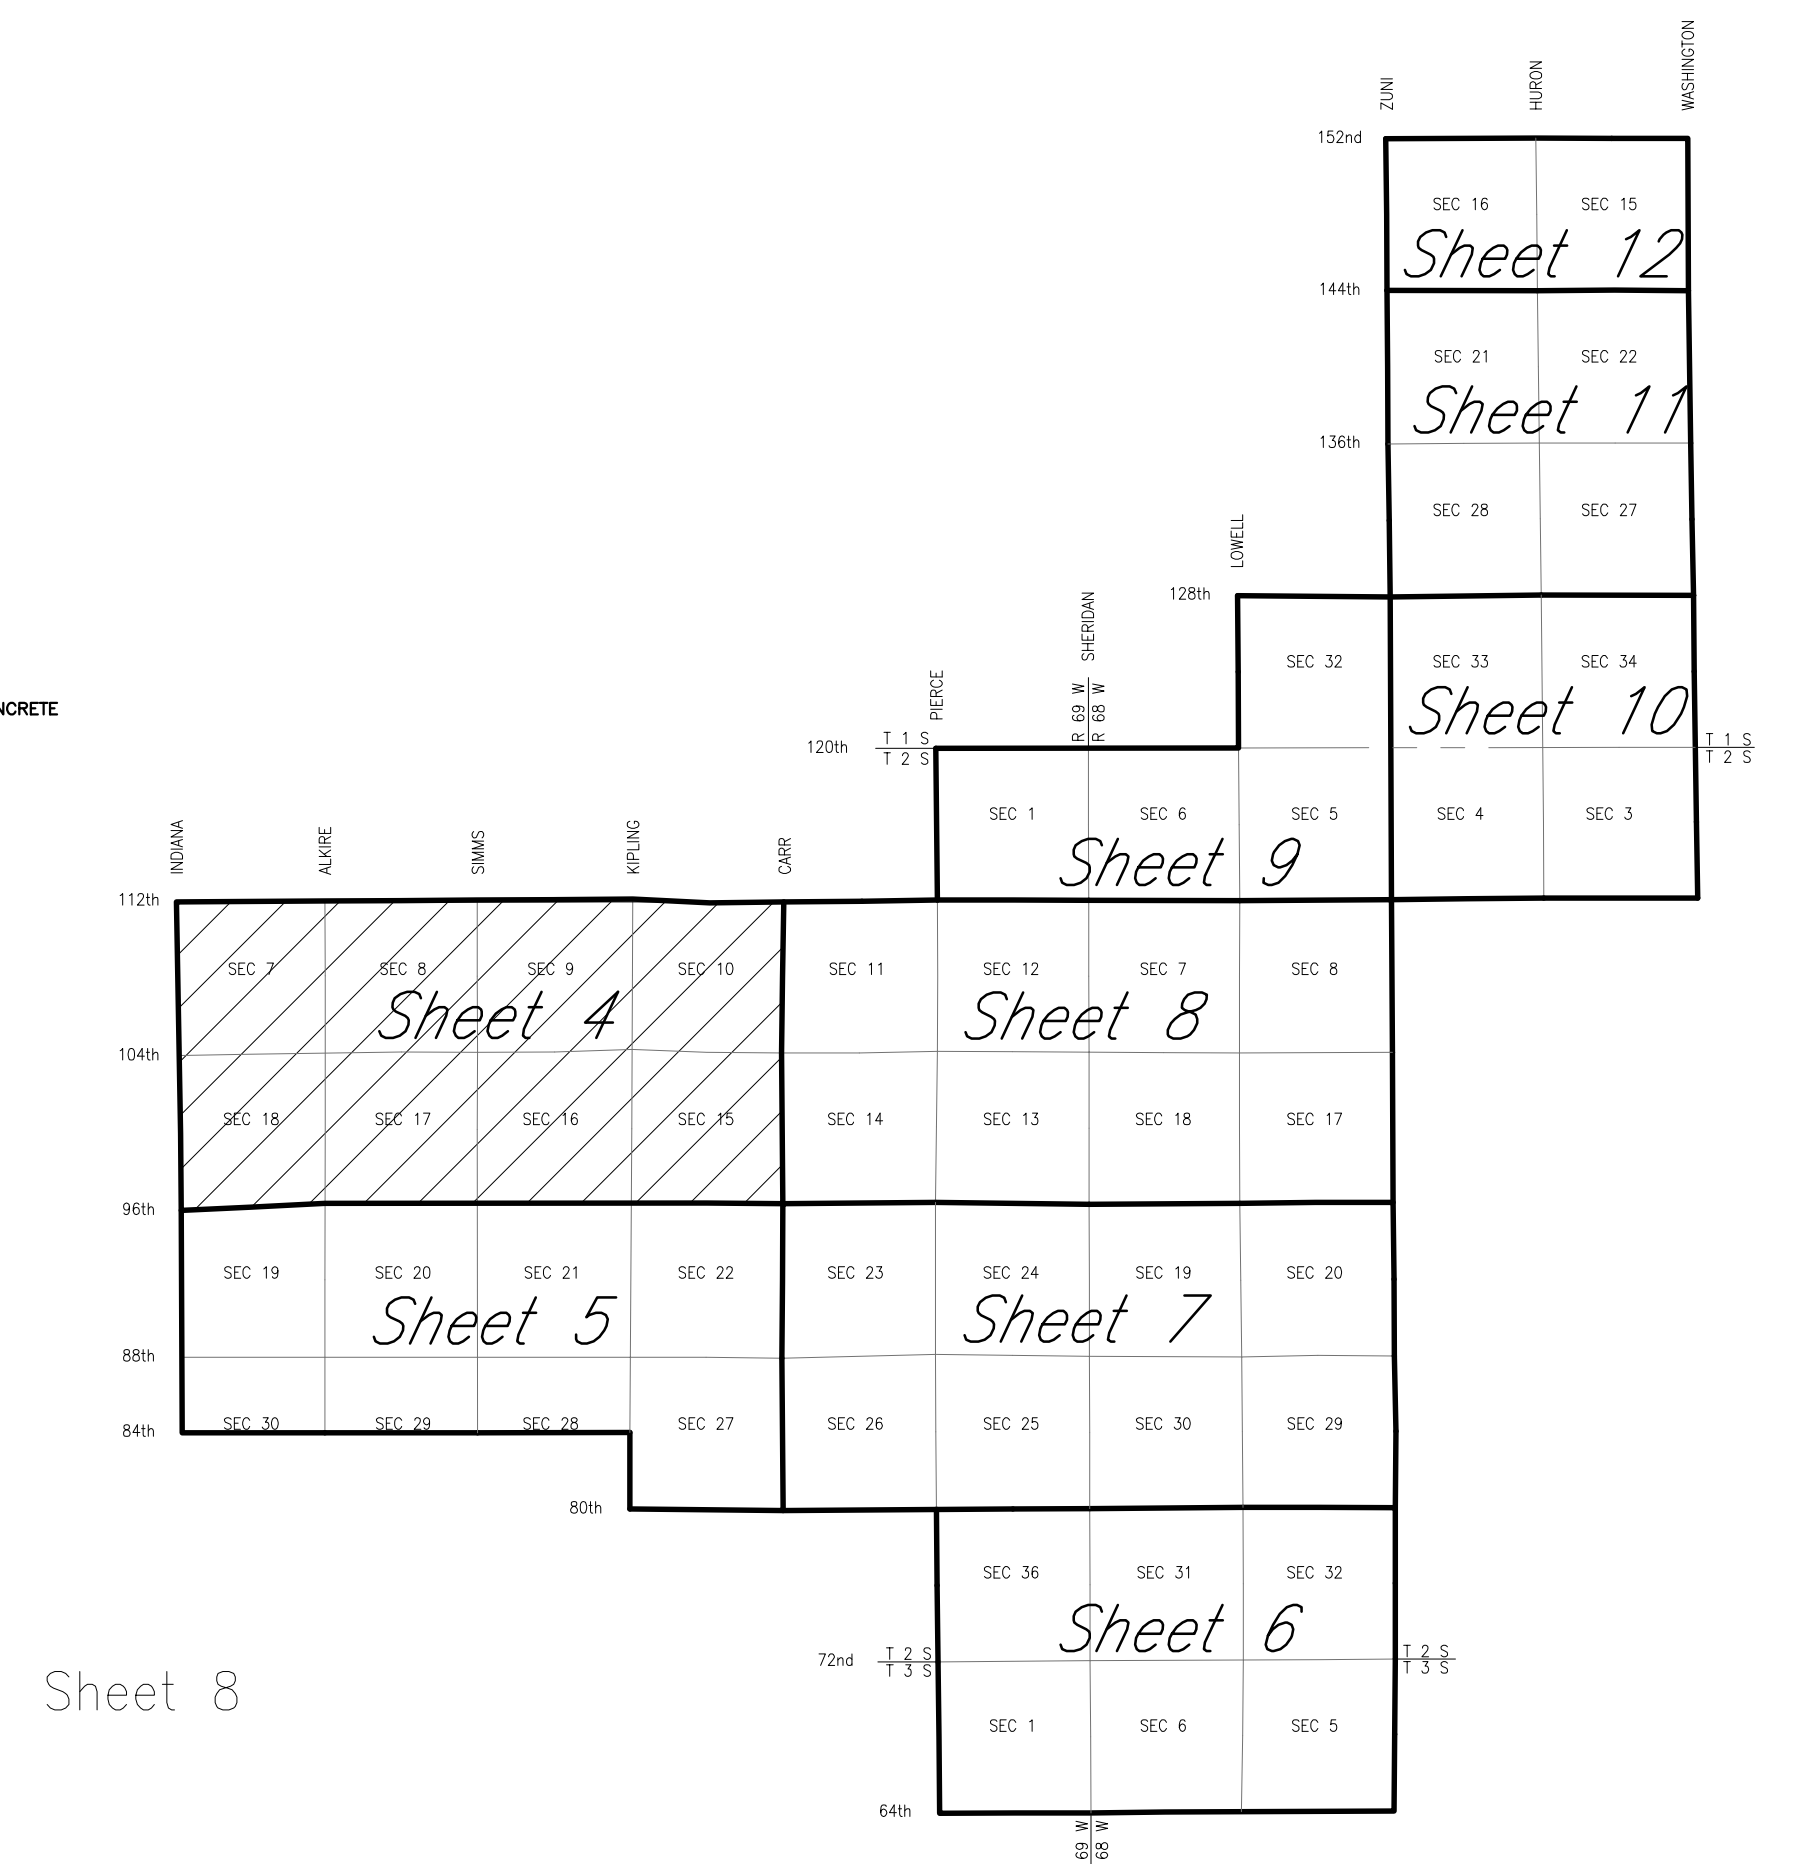 WASHINGTON
HURON
ZUNI
152nd
SEC 16 SEC 15
Sheet 12
144th
SEC 21 SEC 22
Sheet 11
136th
SEC 28 SEC 27
LOWELL
128th
SHERIDAN
SEC 32 SEC 33 SEC 34
PIERCE
R 69 W
R 68 W
Sheet 10
NCRETE
120th
T 1 S
T 2 S
T 1 S
T 2 S
SEC 1 SEC 6 SEC 5 SEC 4 SEC 3
Sheet 9
INDIANA
ALKIRE
SIMMS
KIPLING
CARR
112th
SEC 7 SEC 8 SEC 9 SEC 10 SEC 11 SEC 12 SEC 7 SEC 8
Sheet 4 Sheet 8
104th
SEC 18 SEC 17 SEC 16 SEC 15 SEC 14 SEC 13 SEC 18 SEC 17
96th
SEC 19 SEC 20 SEC 21 SEC 22 SEC 23 SEC 24 SEC 19 SEC 20
Sheet 5 Sheet 7
88th
SEC 30 SEC 29 SEC 28 SEC 27 SEC 26 SEC 25 SEC 30 SEC 29
84th
80th
SEC 36 SEC 31 SEC 32
Sheet 6
72nd
T 2 S
T 3 S
T 2 S
T 3 S
Sheet 8
SEC 1 SEC 6 SEC 5
64th
69 W
68 W